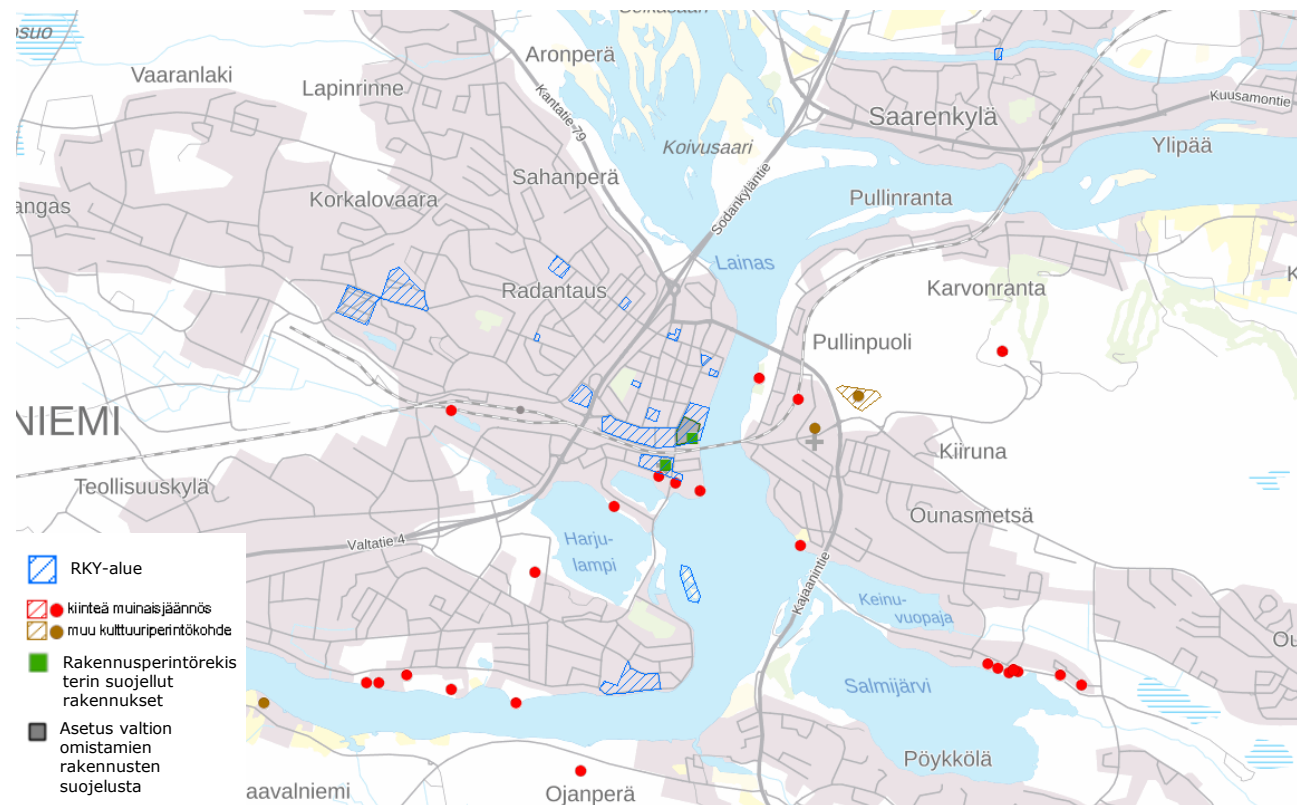 osuo
Vaaranlaki
Lapinrinne
Aronperä
Kantatie 79
Koivusaari
Saarenkylä
Kuusamontie
Ylipää
Sahanperä
Sodankyläntie
Pullinranta
angas
Korkalovaara
Lainas
Radantaus
Karvonranta
K
Pullinpuoli
NIEMI
Kiiruna
Teollisuuskylä
Ounasmetsä
Valtatie 4
Harju-
lampi
Kajaanintie
Keinu-
vuopaja
Ou
Salmijärvi
Pöykkölä
aavalniemi
Ojanperä
RKY-alue
kiinteä muinaisjäännös
muu kulttuuriperintökohde
Rakennusperintörekis
terin suojellut
rakennukset
Asetus valtion
omistamien
rakennusten
suojelusta